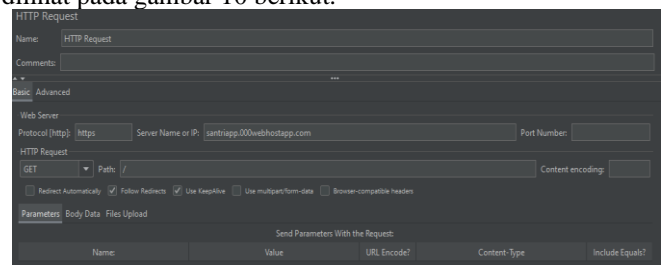 dilihat pada gambar 10 berikut.
HTTP Request
Name: HTTP Request
Comments:
Basic Advanced
Web Server
Protocol [http]: https Server Name or IP: santriapp.000webhostapp.com Port Number:
HTTP Request
GET Path: / Content encoding:
Redirect Automatically Follow Redirects Use KeepAlive Use multipart/form-data Browser-compatible headers
Parameters Body Data Files Upload
Send Parameters With the Request:
Name: Value URL Encode? Content-Type Include Equals?